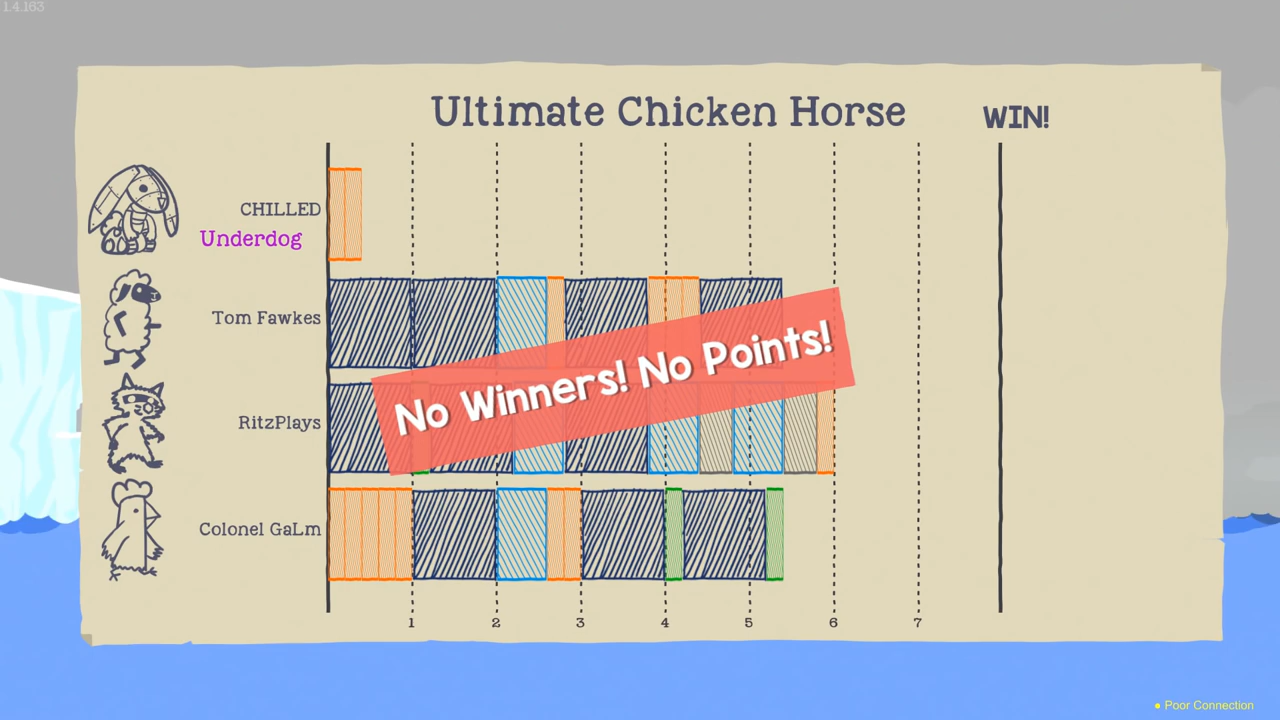 1.4.163
Ultimate Chicken Horse
WIN!
CHILLED
Underdog
Tom Fawkes
RitzPlays
Colonel GaLm
No Winners! No Points!
1 2 3 4 5 6 7
● Poor Connection